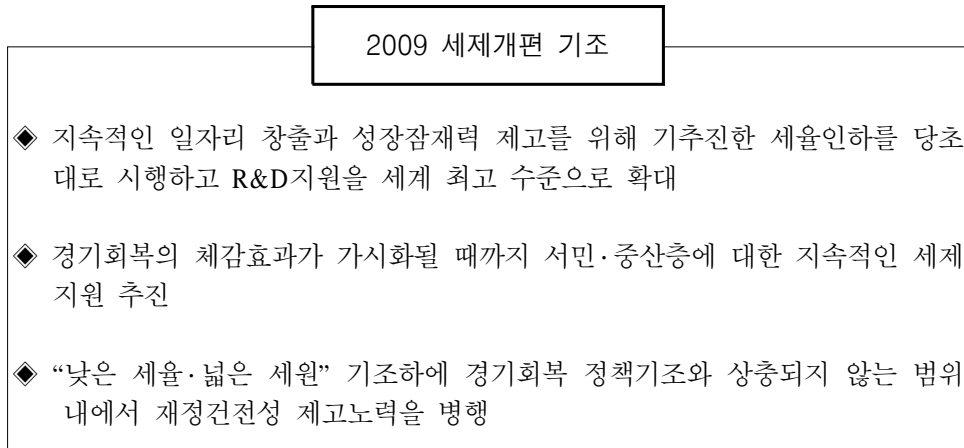 2009 세제개편 기조
◈ 지속적인 일자리 창출과 성장잠재력 제고를 위해 기추진한 세율인하를 당초
대로 시행하고 R&D지원을 세계 최고 수준으로 확대
◈ 경기회복의 체감효과가 가시화될 때까지 서민·중산층에 대한 지속적인 세제
지원 추진
◈ “낮은 세율·넓은 세원” 기조하에 경기회복 정책기조와 상충되지 않는 범위
내에서 재정건전성 제고노력을 병행